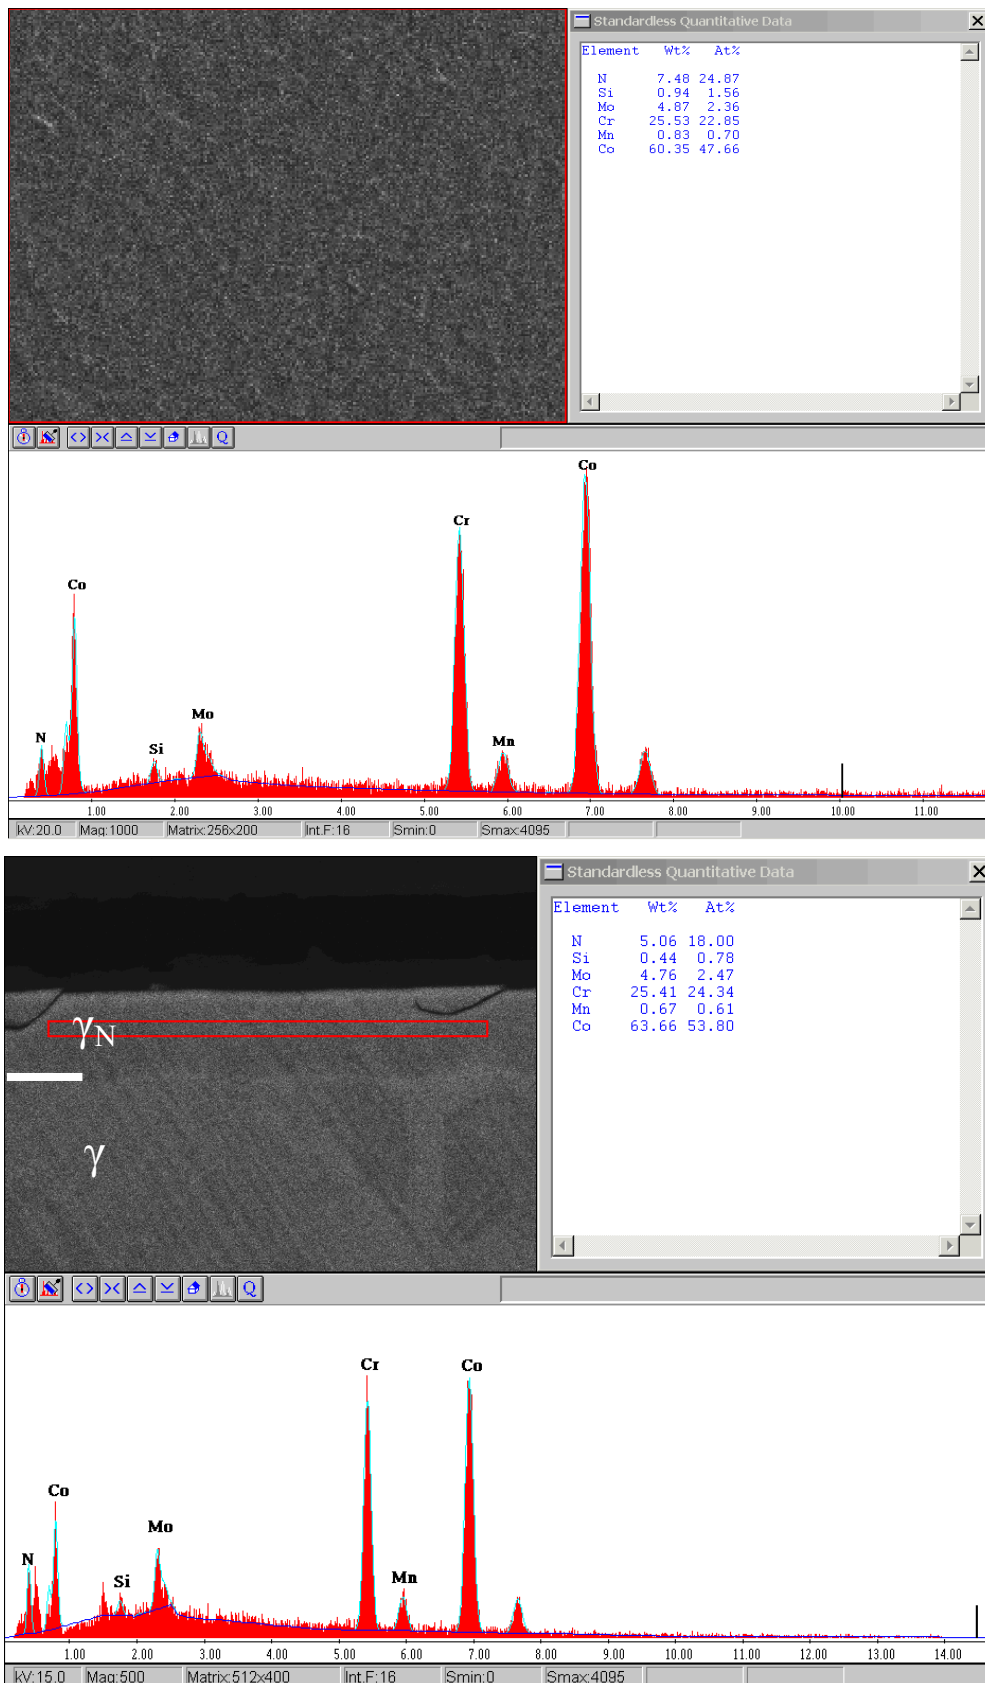 Standardless Quantitative Data
Element Wt% At%
N 7.48 24.87
Si 0.94 1.56
Mo 4.87 2.36
Cr 25.53 22.85
Mn 0.83 0.70
Co 60.35 47.66
Q
Co
Cr
Co
Mo
N
Si
Mn
1.00 2.00 3.00 4.00 5.00 6.00 7.00 8.00 9.00 10.00 11.00
kV:20.0 Mag:1000 Matrix:256x200 Int.F:16 Smin:0 Smax:4095
Standardless Quantitative Data
Element Wt% At%
N 5.06 18.00
Si 0.44 0.78
Mo 4.76 2.47
Cr 25.41 24.34
Mn 0.67 0.61
Co 63.66 53.80
γN
γ
Q
Cr Co
Co
Mo
N
Si
Mn
1.00 2.00 3.00 4.00 5.00 6.00 7.00 8.00 9.00 10.00 11.00 12.00 13.00 14.00
kV:15.0 Mag:500 Matrix:512x400 Int.F:16 Smin:0 Smax:4095